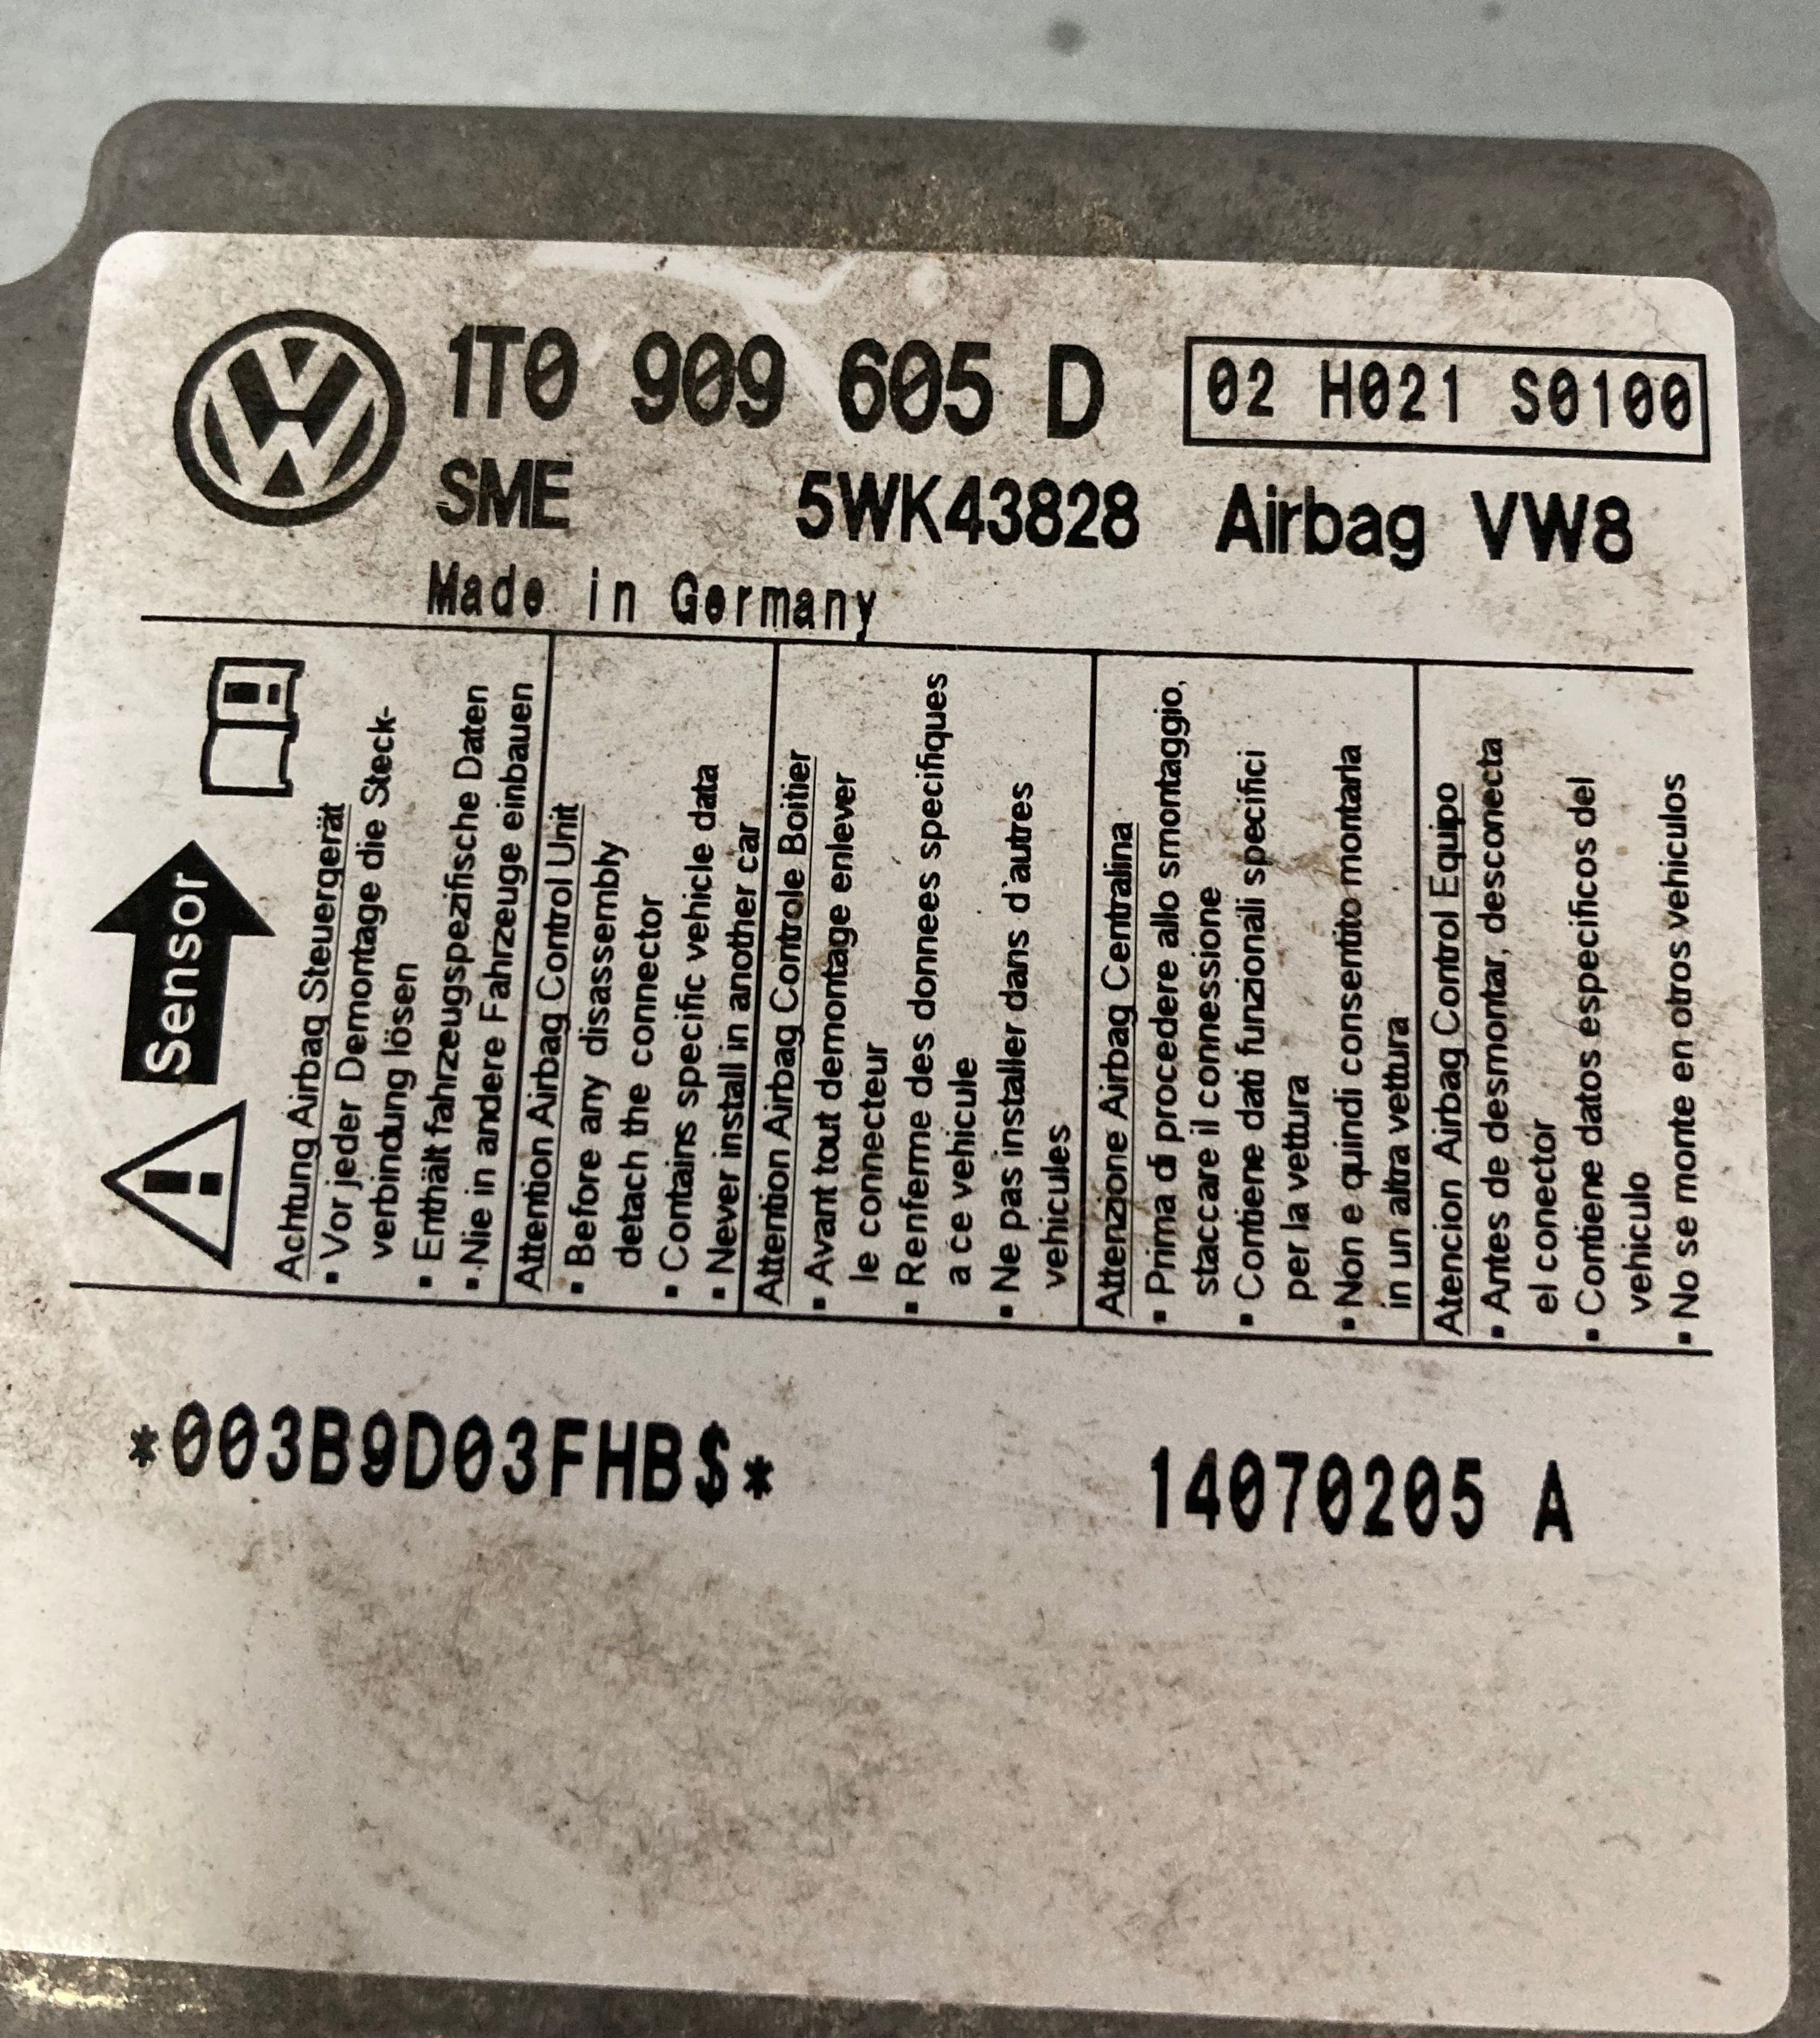 1T0 909 605 D 02 H021 S0100
SME 5WK43828 Airbag VW8
Made in Germany
Sensor
Achtung Airbag Steuergerät
▪ Vor jeder Demontage die Steck-
verbindung lösen
▪ Enthält fahrzeugspezifische Daten
▪ Nie in andere Fahrzeuge einbauen
Attention Airbag Control Unit
▪ Before any disassembly
detach the connector
▪ Contains specific vehicle data
▪ Never install in another car
Attention Airbag Controle Boitier
▪ Avant tout demontage enlever
le connecteur
▪ Renferme des donnees specifiques
a ce vehicule
▪ Ne pas installer dans d'autres
vehicules
Attenzione Airbag Centralina
▪ Prima di procedere allo smontaggio,
staccare il connessione
▪ Contiene dati funzionali specifici
per la vettura
▪ Non e quindi consentito montarla
in un altra vettura
Atencion Airbag Control Equipo
▪ Antes de desmontar, desconecta
el conector
▪ Contiene datos especificos del
vehiculo
▪ No se monte en otros vehiculos
*003B9D03FHB$* 14070205 A